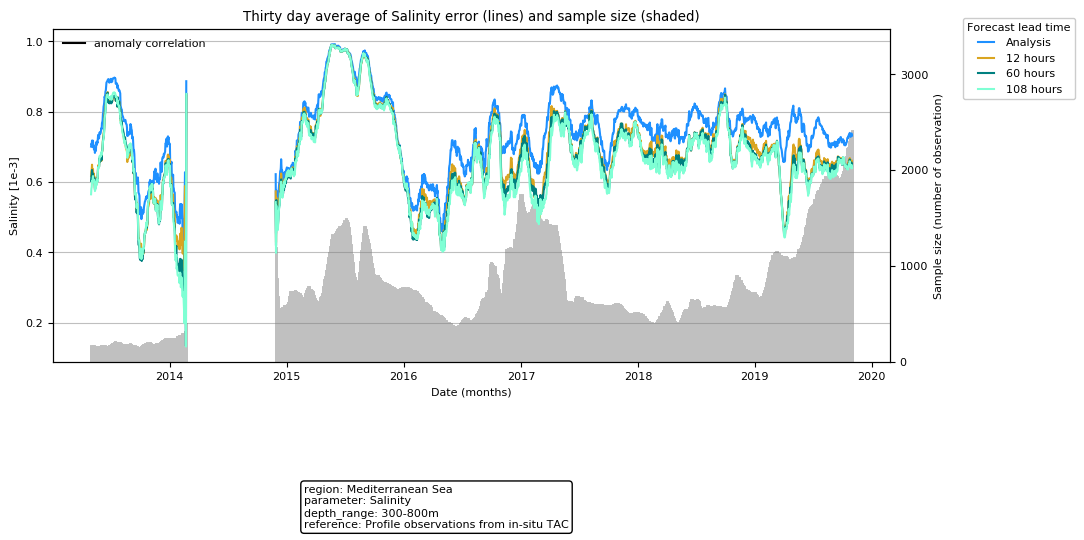 Thirty day average of Salinity error (lines) and sample size (shaded)
Forecast lead time
Analysis
12 hours
60 hours
108 hours
anomaly correlation
1.0
0.8
0.6
0.4
0.2
Salinity [1e-3]
3000
2000
1000
0
Sample size (number of observation)
2014 2015 2016 2017 2018 2019 2020
Date (months)
region: Mediterranean Sea
parameter: Salinity
depth_range: 300-800m
reference: Profile observations from in-situ TAC